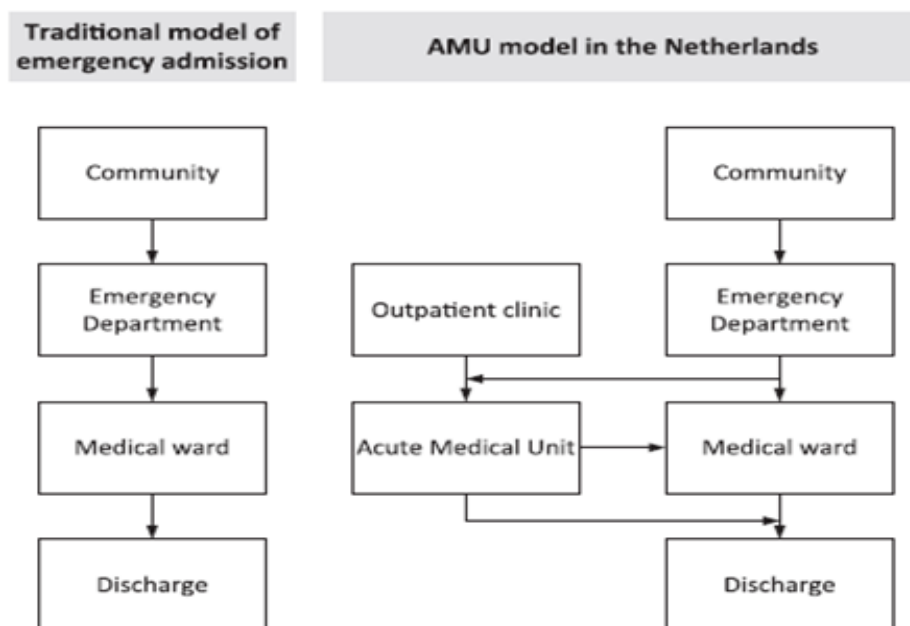 Traditional model of
emergency admission
AMU model in the Netherlands
Community
Emergency
Department
Medical ward
Discharge
Community
Outpatient clinic
Emergency
Department
Acute Medical Unit
Medical ward
Discharge